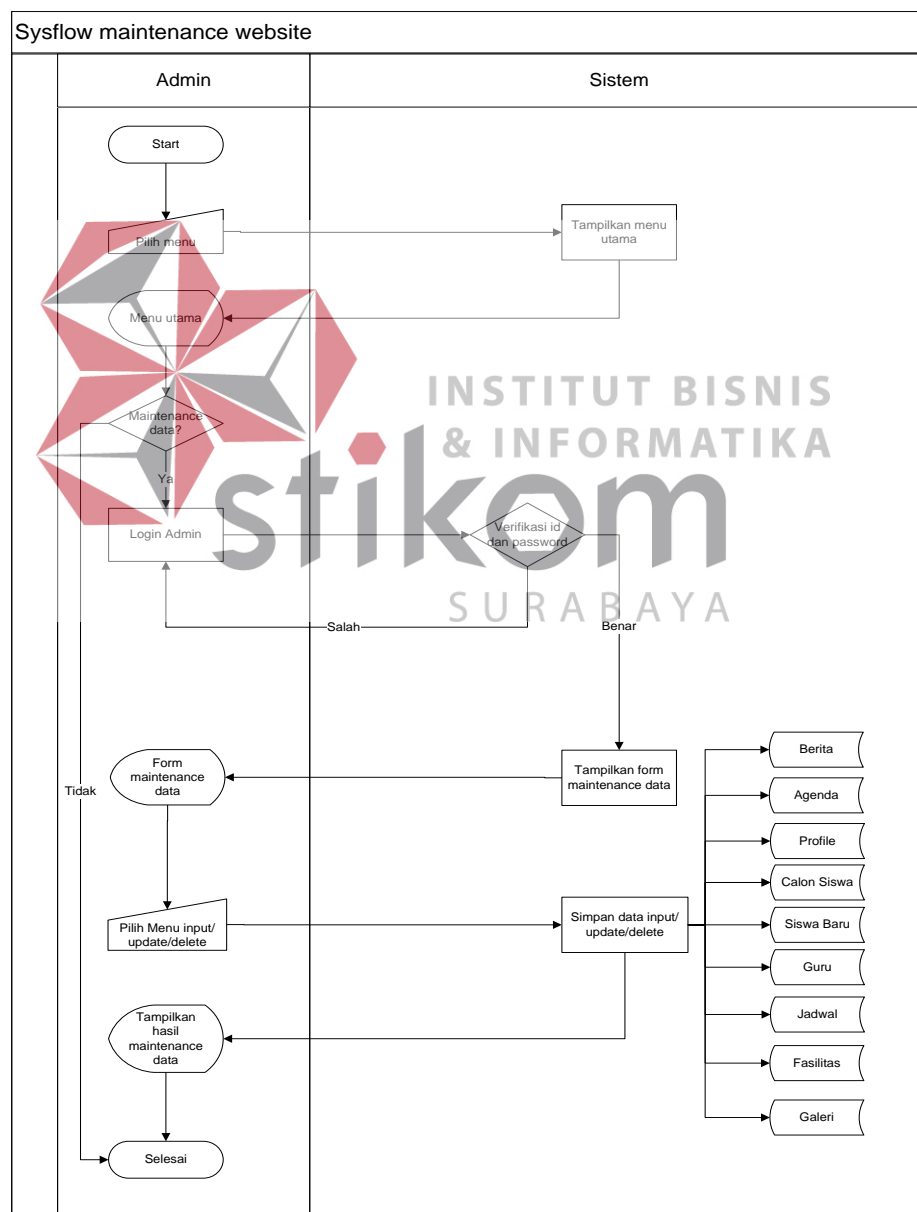 Sysflow maintenance website
Admin
Sistem
Start
Pilih menu
Tampilkan menu
utama
Menu utama
INSTITUT BISNIS
& INFORMATIKA
stikom
SURABAYA
Maintenance
data?
Ya
Login Admin
Verifikasi id
dan password
Salah
Benar
Tidak
Form
maintenance
data
Tampilkan form
maintenance data
Pilih Menu input/
update/delete
Simpan data input/
update/delete
Berita
Agenda
Profile
Calon Siswa
Siswa Baru
Guru
Jadwal
Fasilitas
Galeri
Tampilkan
hasil
maintenance
data
Selesai